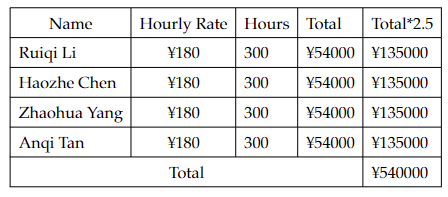 Name Hourly Rate Hours Total Total*2.5
Ruiqi Li ¥180 300 ¥54000 ¥135000
Haozhe Chen ¥180 300 ¥54000 ¥135000
Zhaohua Yang ¥180 300 ¥54000 ¥135000
Anqi Tan ¥180 300 ¥54000 ¥135000
Total ¥540000